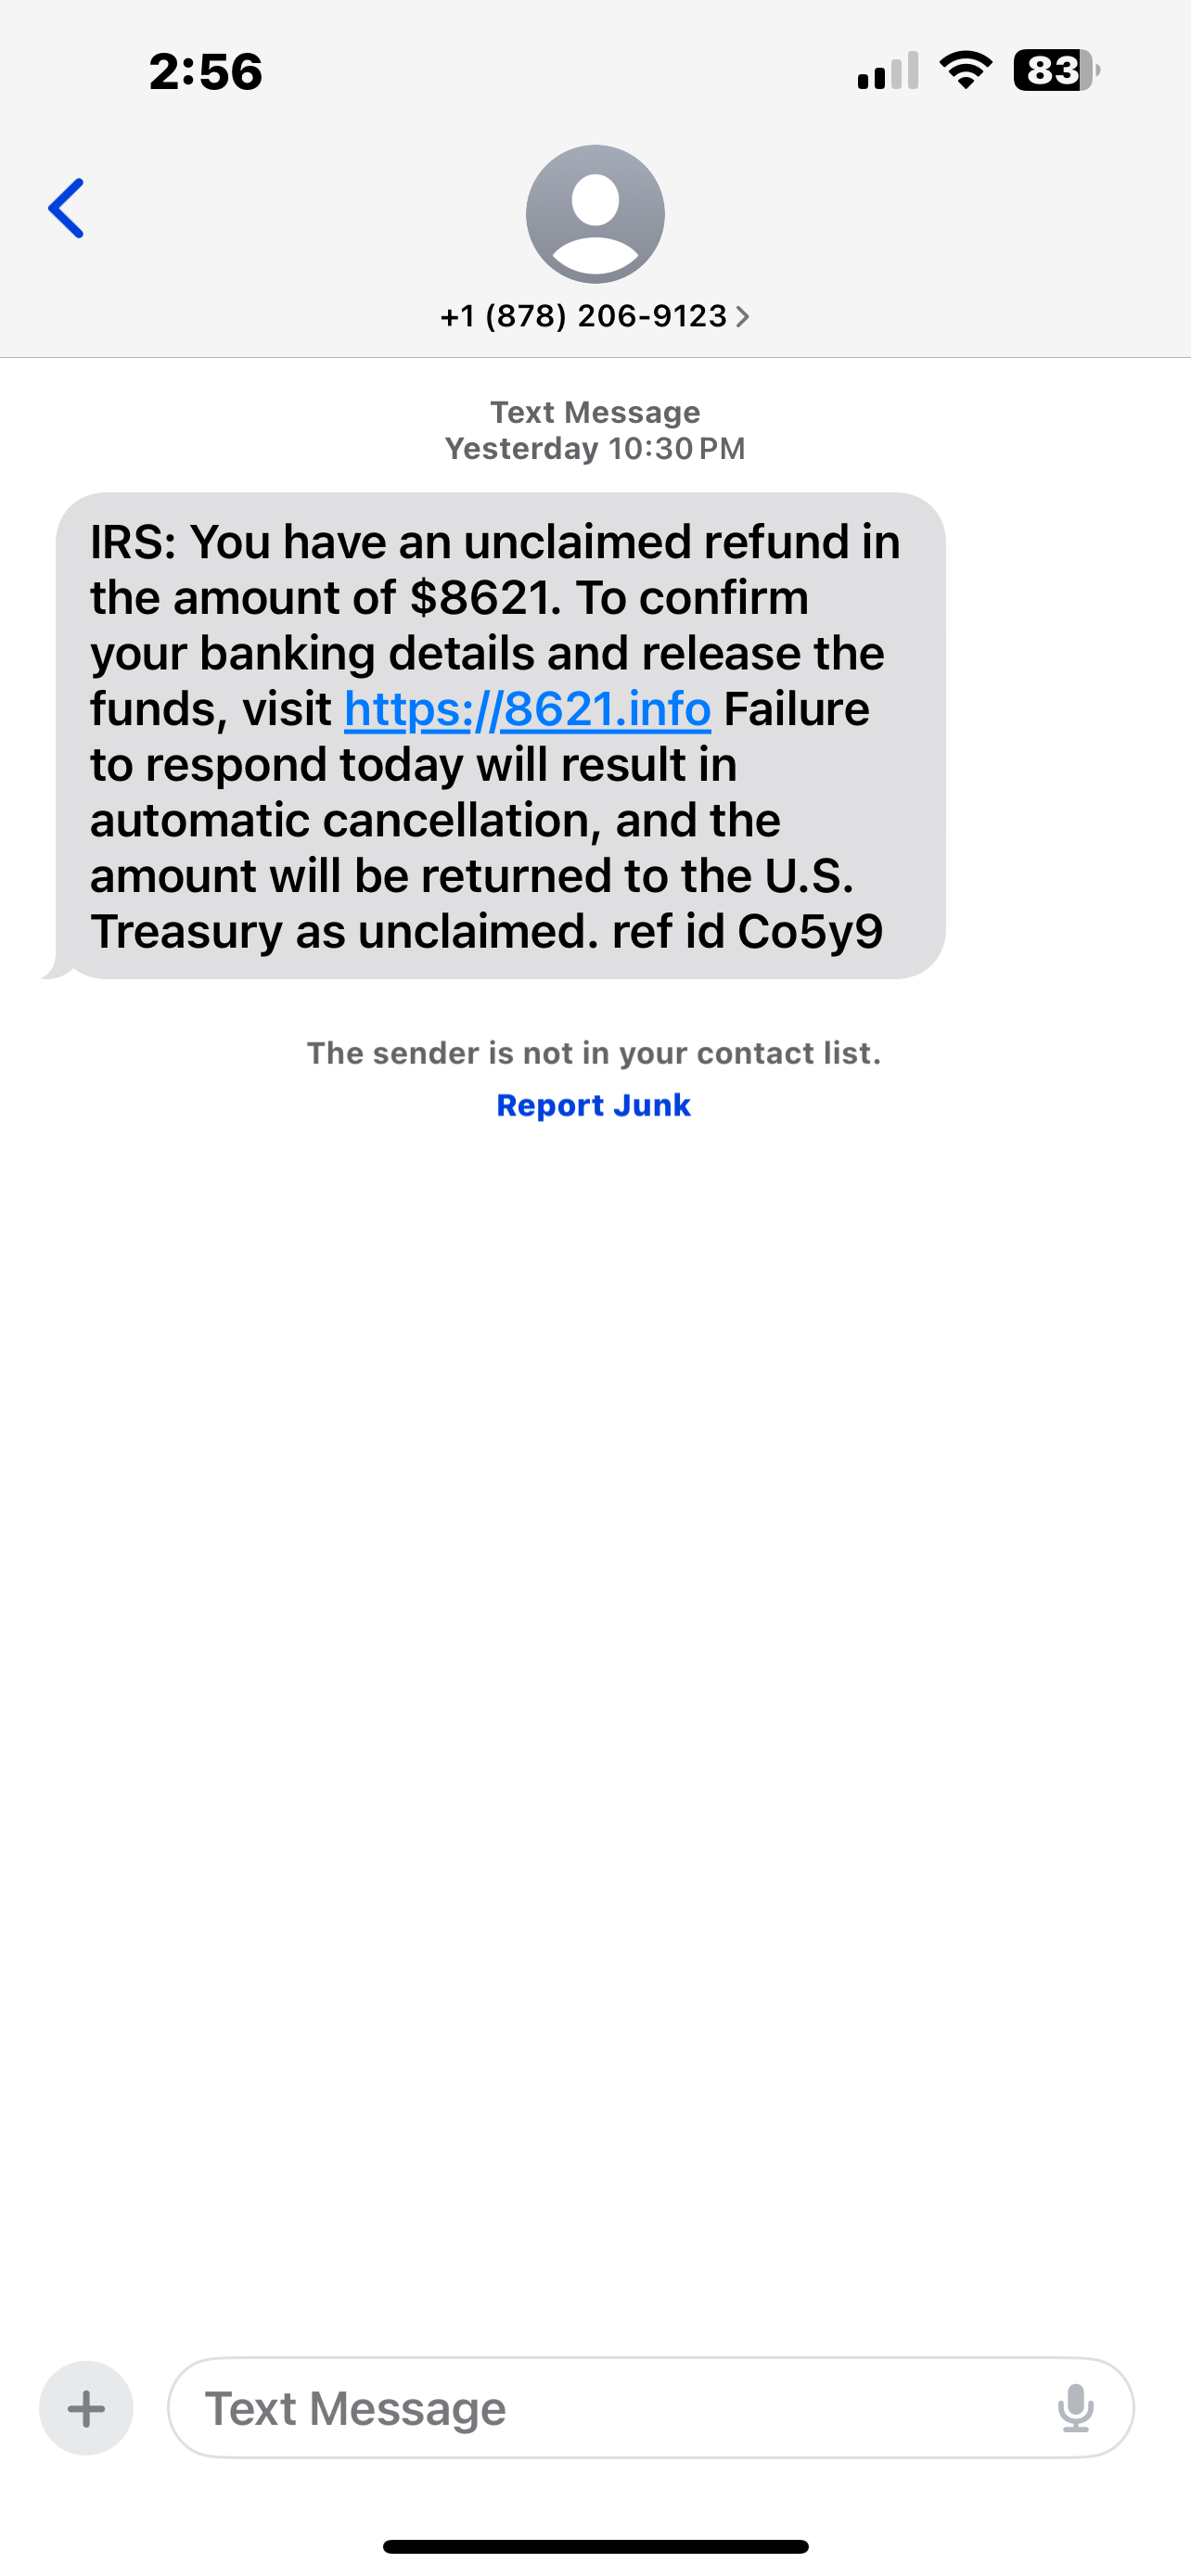 2:56
83
+1 (878) 206-9123
Text Message
Yesterday 10:30 PM
IRS: You have an unclaimed refund in
the amount of $8621. To confirm
your banking details and release the
funds, visit https://8621.info Failure
to respond today will result in
automatic cancellation, and the
amount will be returned to the U.S.
Treasury as unclaimed. ref id Co5y9
The sender is not in your contact list.
Report Junk
Text Message